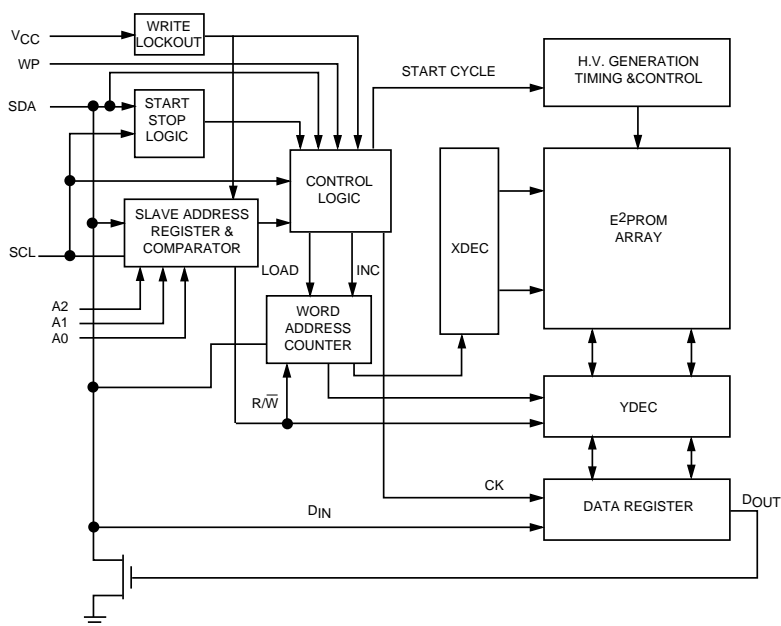 VCC
WRITE
LOCKOUT
WP
START CYCLE
H.V. GENERATION
TIMING &CONTROL
SDA
START
STOP
LOGIC
CONTROL
LOGIC
XDEC
E2PROM
ARRAY
SLAVE ADDRESS
REGISTER &
COMPARATOR
SCL
LOAD
INC
A2
A1
A0
WORD
ADDRESS
COUNTER
R/W̅
YDEC
CK
DATA REGISTER
DOUT
DIN